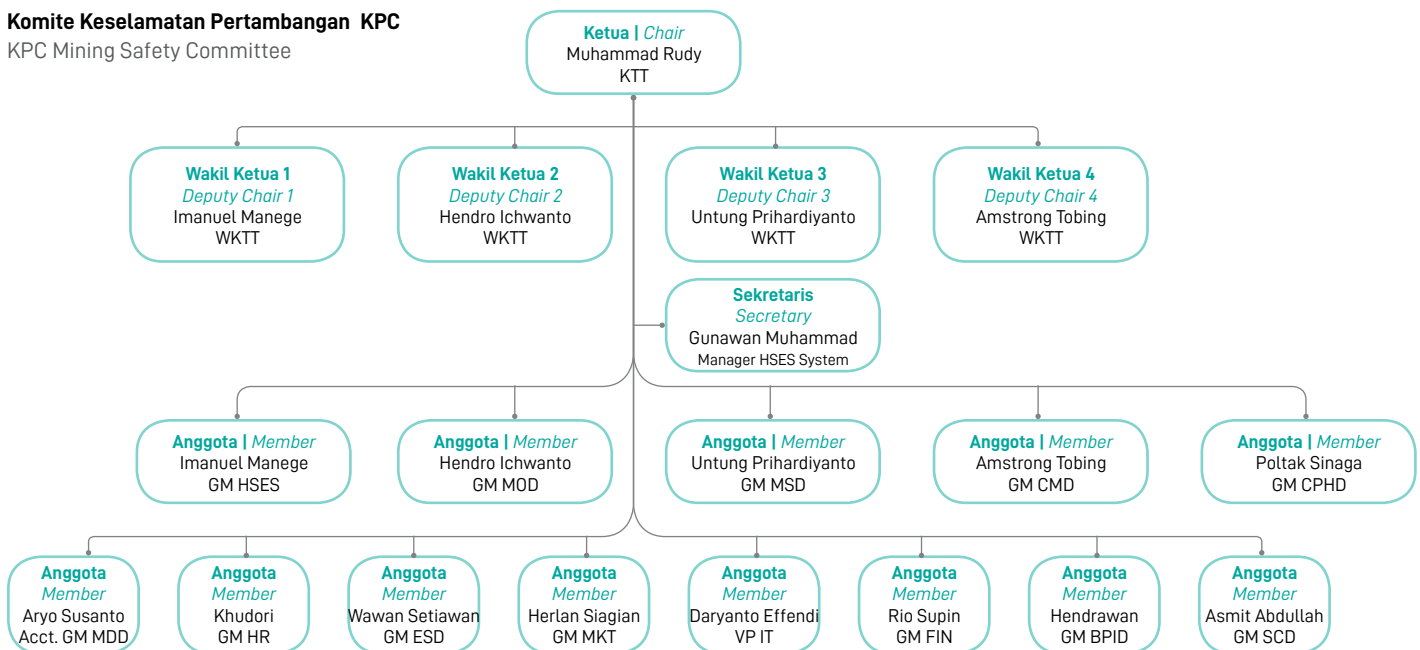 Komite Keselamatan Pertambangan KPC
KPC Mining Safety Committee
Ketua | Chair
Muhammad Rudy
KTT
Wakil Ketua 1
Deputy Chair 1
Imanuel Manege
WKTT
Wakil Ketua 2
Deputy Chair 2
Hendro Ichwanto
WKTT
Wakil Ketua 3
Deputy Chair 3
Untung Prihardiyanto
WKTT
Wakil Ketua 4
Deputy Chair 4
Amstrong Tobing
WKTT
Sekretaris
Secretary
Gunawan Muhammad
Manager HSES System
Anggota | Member
Imanuel Manege
GM HSES
Anggota | Member
Hendro Ichwanto
GM MOD
Anggota | Member
Untung Prihardiyanto
GM MSD
Anggota | Member
Amstrong Tobing
GM CMD
Anggota | Member
Poltak Sinaga
GM CPHD
Anggota
Member
Aryo Susanto
Acct. GM MDD
Anggota
Member
Khudori
GM HR
Anggota
Member
Wawan Setiawan
GM ESD
Anggota
Member
Herlan Siagian
GM MKT
Anggota
Member
Daryanto Effendi
VP IT
Anggota
Member
Rio Supin
GM FIN
Anggota
Member
Hendrawan
GM BPID
Anggota
Member
Asmit Abdullah
GM SCD